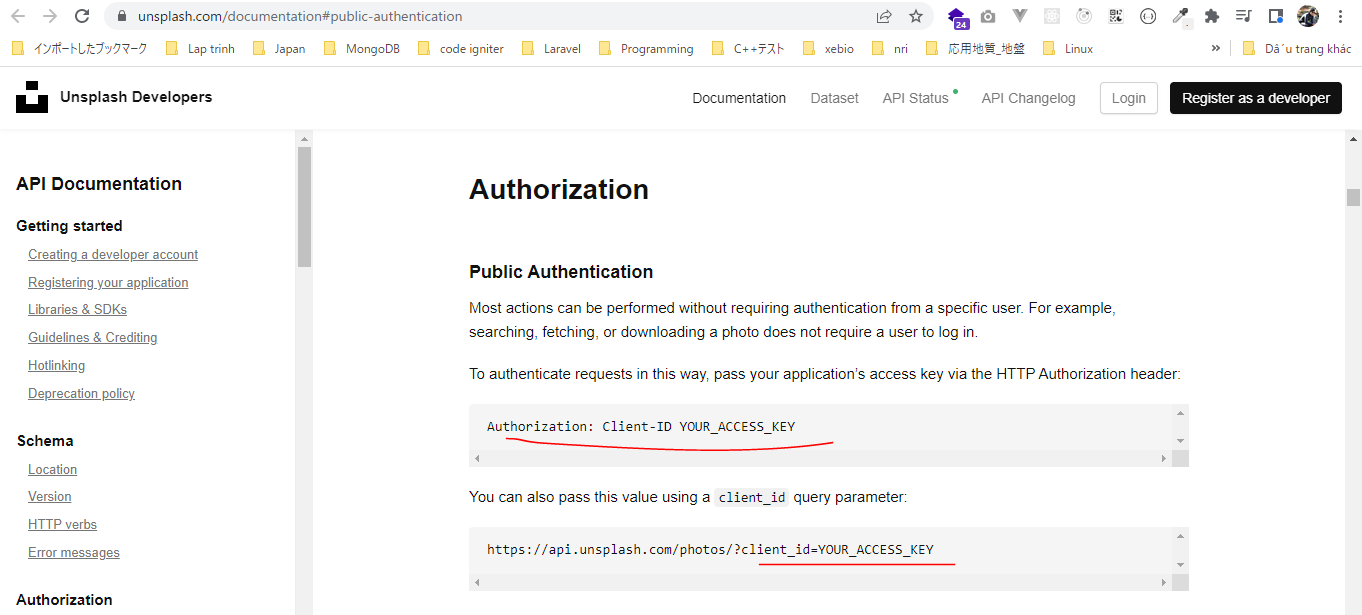 unsplash.com/documentation#public-authentication
24
インポートしたブックマーク Lap trinh Japan MongoDB code igniter Laravel Programming C++テスト xebio nri 応用地質_地盤 Linux » Dấu trang khác
Unsplash Developers Documentation Dataset API Status API Changelog Login Register as a developer
API Documentation
Getting started
Creating a developer account
Registering your application
Libraries & SDKs
Guidelines & Crediting
Hotlinking
Deprecation policy
Schema
Location
Version
HTTP verbs
Error messages
Authorization
Authorization
Public Authentication
Most actions can be performed without requiring authentication from a specific user. For example,
searching, fetching, or downloading a photo does not require a user to log in.
To authenticate requests in this way, pass your application’s access key via the HTTP Authorization header:
Authorization: Client-ID YOUR_ACCESS_KEY
You can also pass this value using a client_id query parameter:
https://api.unsplash.com/photos/?client_id=YOUR_ACCESS_KEY